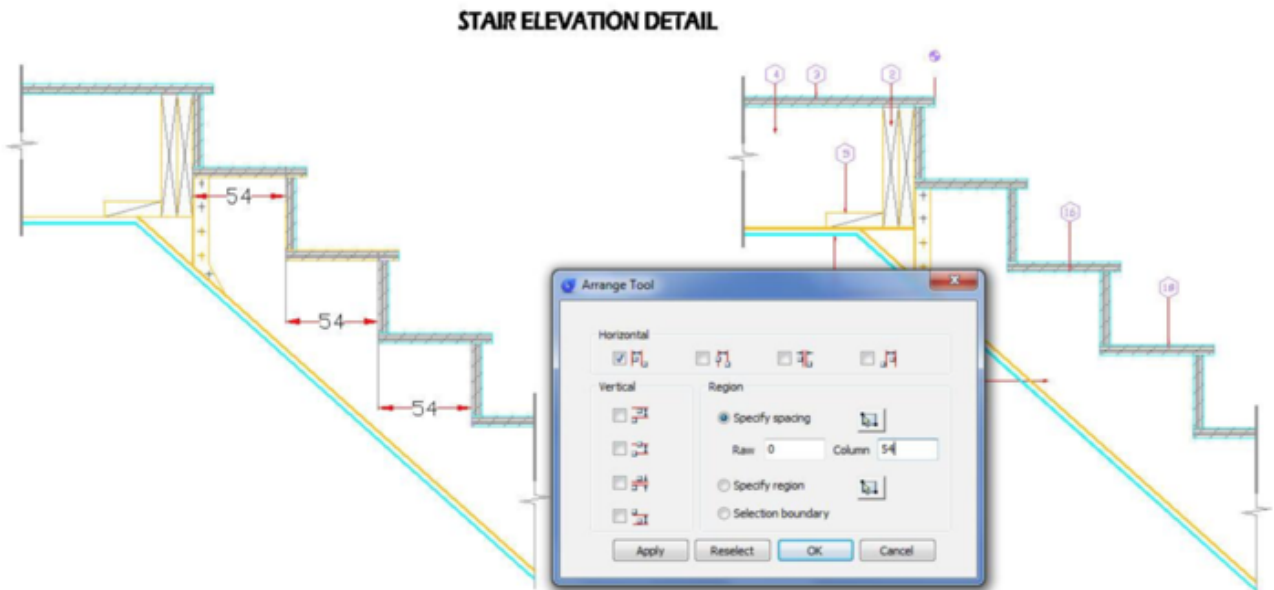 STAIR ELEVATION DETAIL
4
3
2
5
54
54
54
16
18
Arrange Tool
Horizontal
Vertical
Region
Specify spacing
Raw 0 Column 54
Specify region
Selection boundary
Apply Reselect OK Cancel